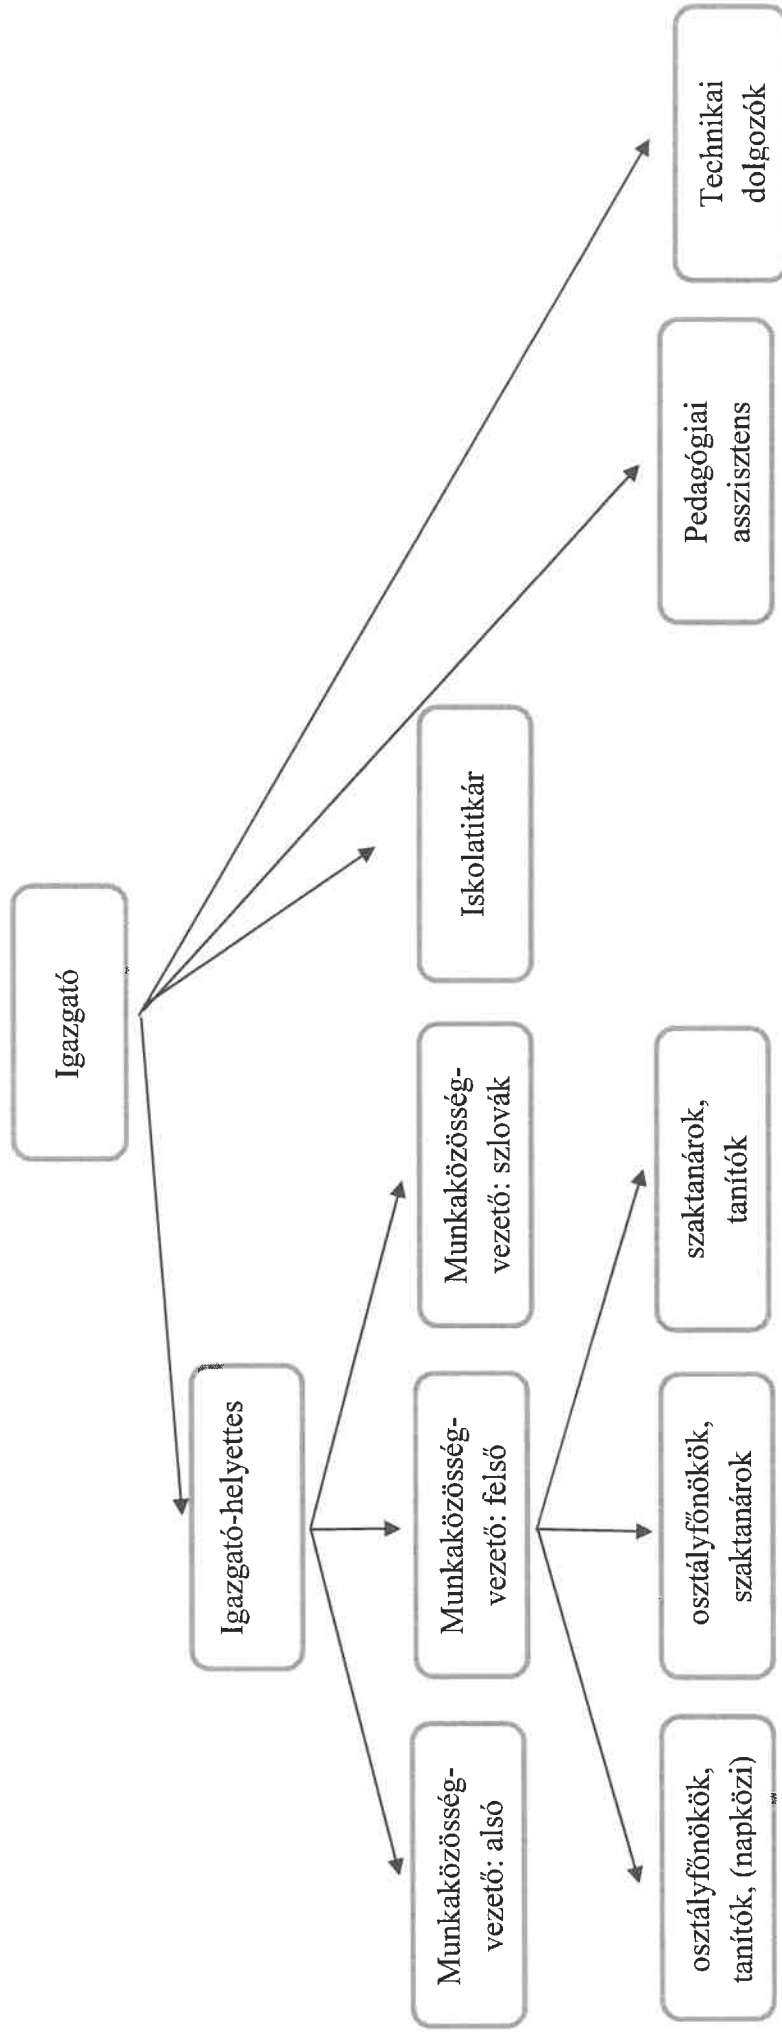 Igazgató
Igazgató-helyettes
Munkaközösség-
vezető: alsó
Munkaközösség-
vezető: felső
Munkaközösség-
vezető: szlovák
Iskolatitkár
osztályfőnökök,
tanítók, (napközi)
osztályfőnökök,
szaktanárok
szaktanárok,
tanítók
Pedagógiai
asszisztens
Technikai
dolgozók